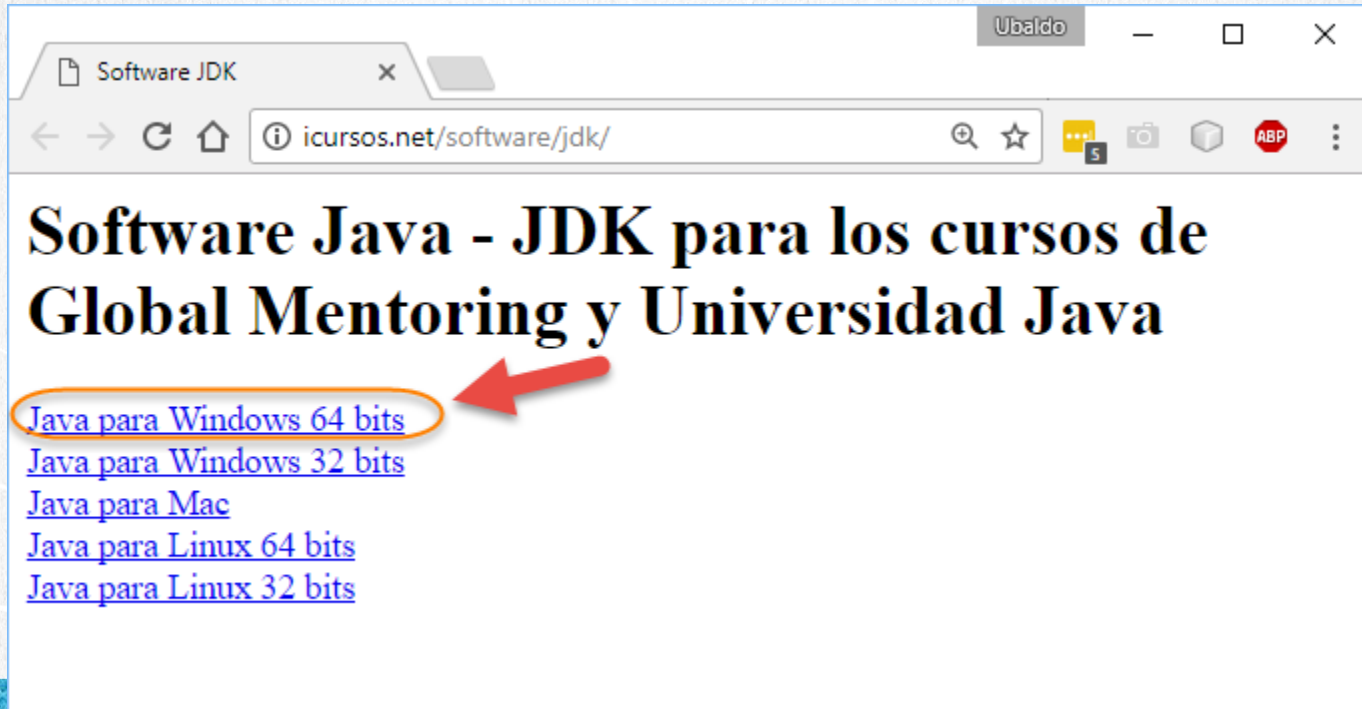 Ubaldo
Software JDK
icursos.net/software/jdk/
5
ABP
Software Java - JDK para los cursos de
Global Mentoring y Universidad Java
Java para Windows 64 bits
Java para Windows 32 bits
Java para Mac
Java para Linux 64 bits
Java para Linux 32 bits